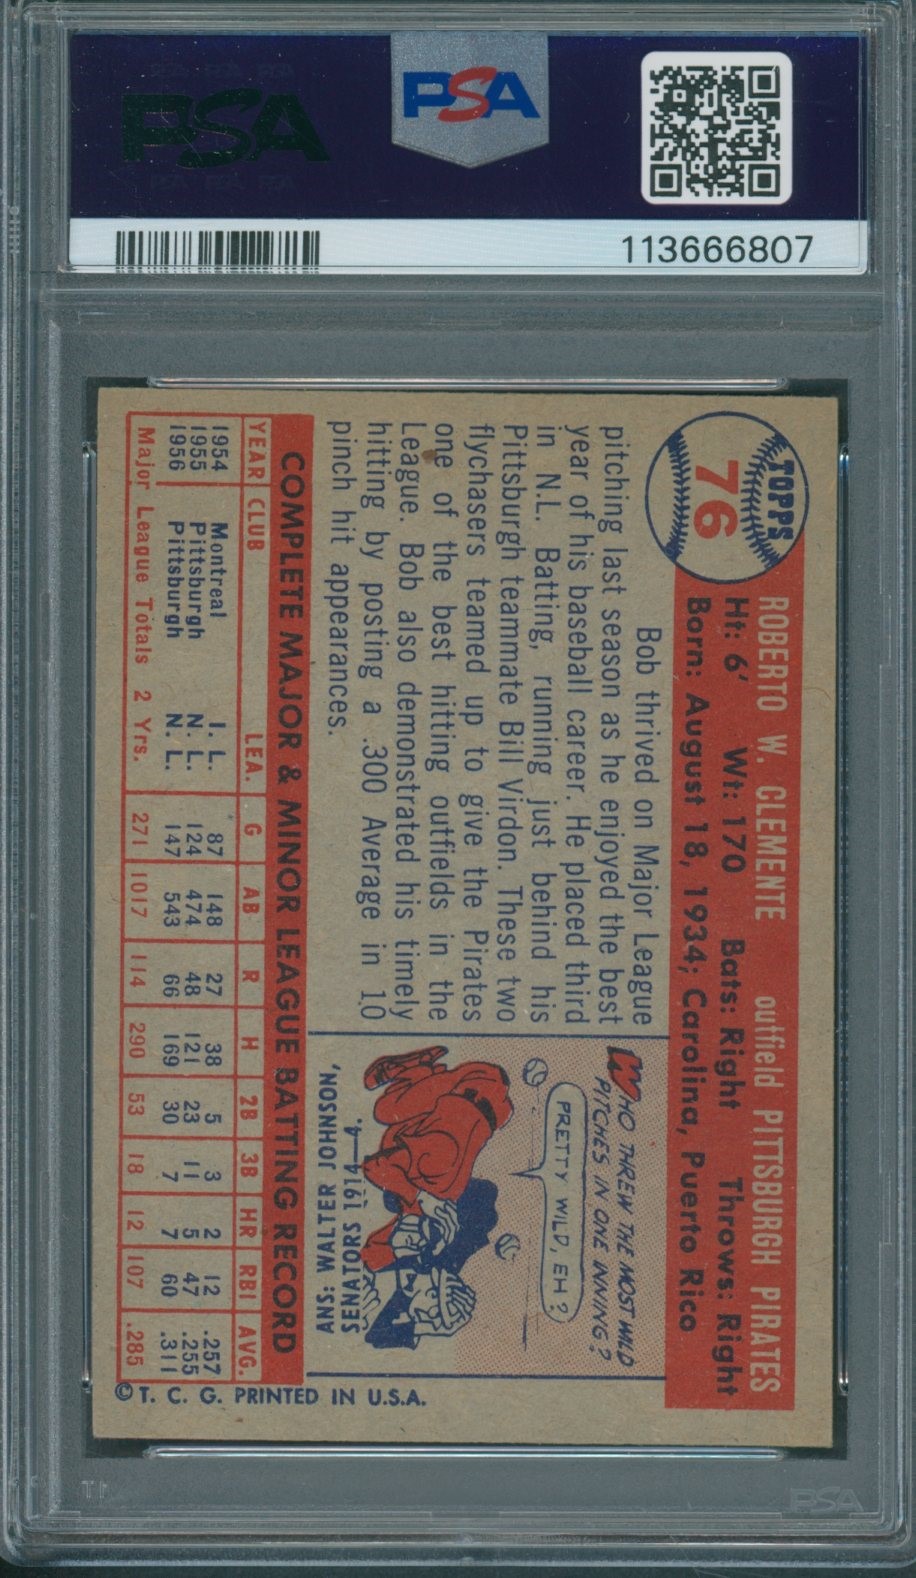 PSA
PSA
113666807
TOPPS
76
ROBERTO W. CLEMENTE outfield PITTSBURGH PIRATES
Ht: 6' Wt: 170 Bats: Right Throws: Right
Born: August 18, 1934; Carolina, Puerto Rico
Bob thrived on Major League
pitching last season as he enjoyed the best
year of his baseball career. He placed third
in N.L. Batting, running just behind his
Pittsburgh teammate Bill Virdon. These two
flychasers teamed up to give the Pirates
one of the best hitting outfields in the
League. Bob also demonstrated his timely
hitting by posting a .300 Average in 10
pinch hit appearances.
WHO THREW THE MOST WILD
PITCHES IN ONE INNING?
PRETTY WILD, EH?
ANS: WALTER JOHNSON,
SENATORS 1914—4.
COMPLETE MAJOR & MINOR LEAGUE BATTING RECORD
YEAR CLUB LEA. G AB R H 2B 3B HR RBI AVG.
1954 Montreal I. L. 87 148 27 38 5 3 2 12 .257
1955 Pittsburgh N. L. 124 474 48 121 23 11 5 47 .255
1956 Pittsburgh N. L. 147 543 66 169 30 7 7 60 .311
Major League Totals 2 Yrs. 271 1017 114 290 53 18 12 107 .285
©T. C. G. PRINTED IN U.S.A.
PSA